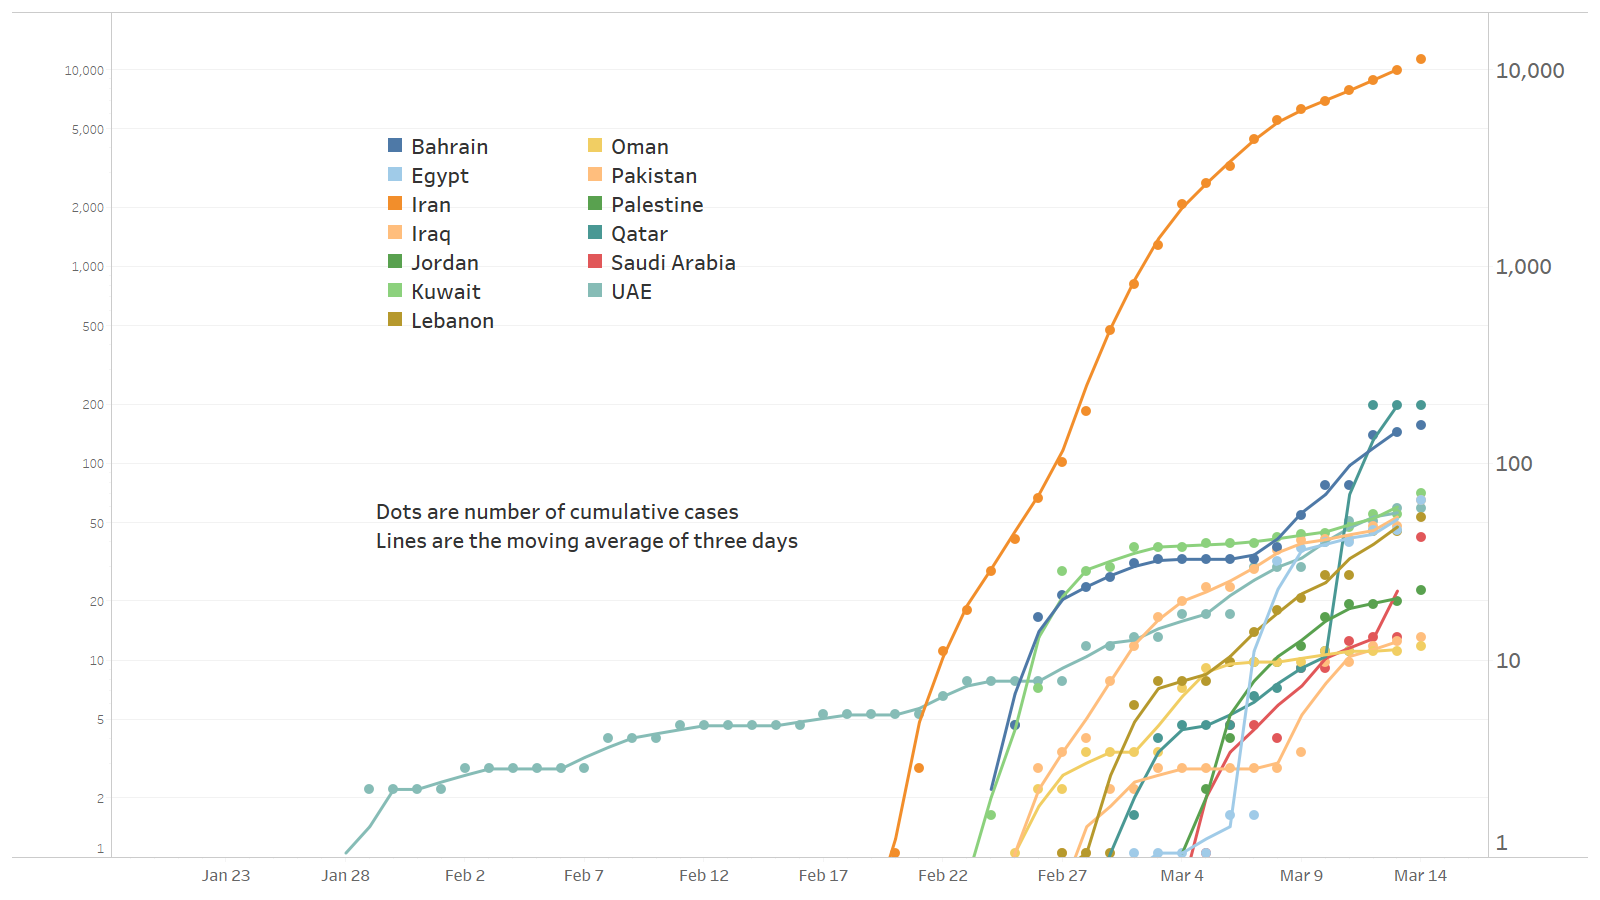 10,000
5,000
2,000
1,000
500
200
100
50
20
10
5
2
1
10,000
1,000
100
10
1
Bahrain
Egypt
Iran
Iraq
Jordan
Kuwait
Lebanon
Oman
Pakistan
Palestine
Qatar
Saudi Arabia
UAE
Dots are number of cumulative cases
Lines are the moving average of three days
Jan 23
Jan 28
Feb 2
Feb 7
Feb 12
Feb 17
Feb 22
Feb 27
Mar 4
Mar 9
Mar 14